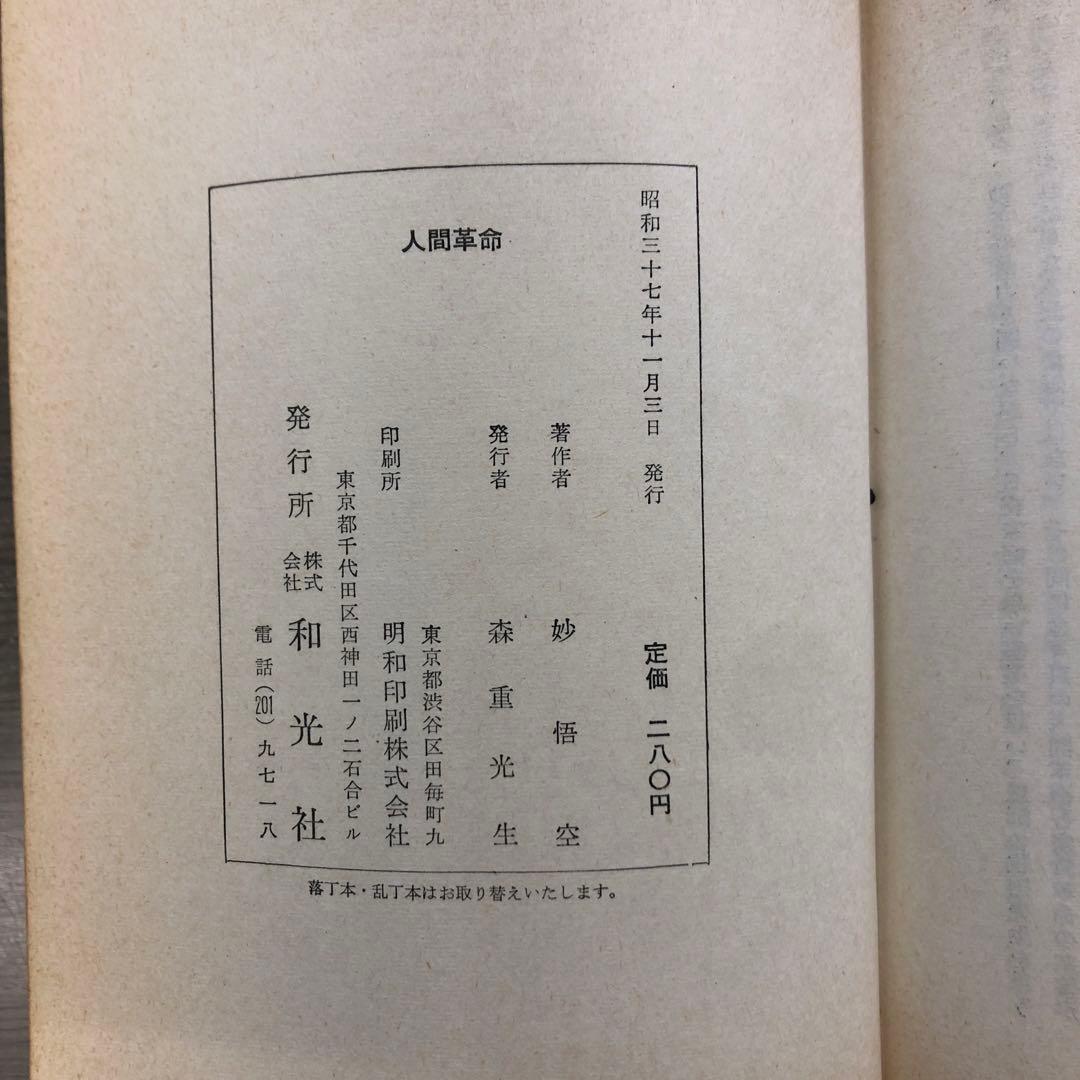 人間革命
昭和三十七年十一月三日 発行
定価 二八〇円
著作者 妙悟空
発行者 森重光生
東京都渋谷区田毎町九
印刷所 明和印刷株式会社
東京都千代田区西神田一ノ二石合ビル
発行所 株式会社 和光社
電話(201)九七一八
落丁本・乱丁本はお取り替えいたします。